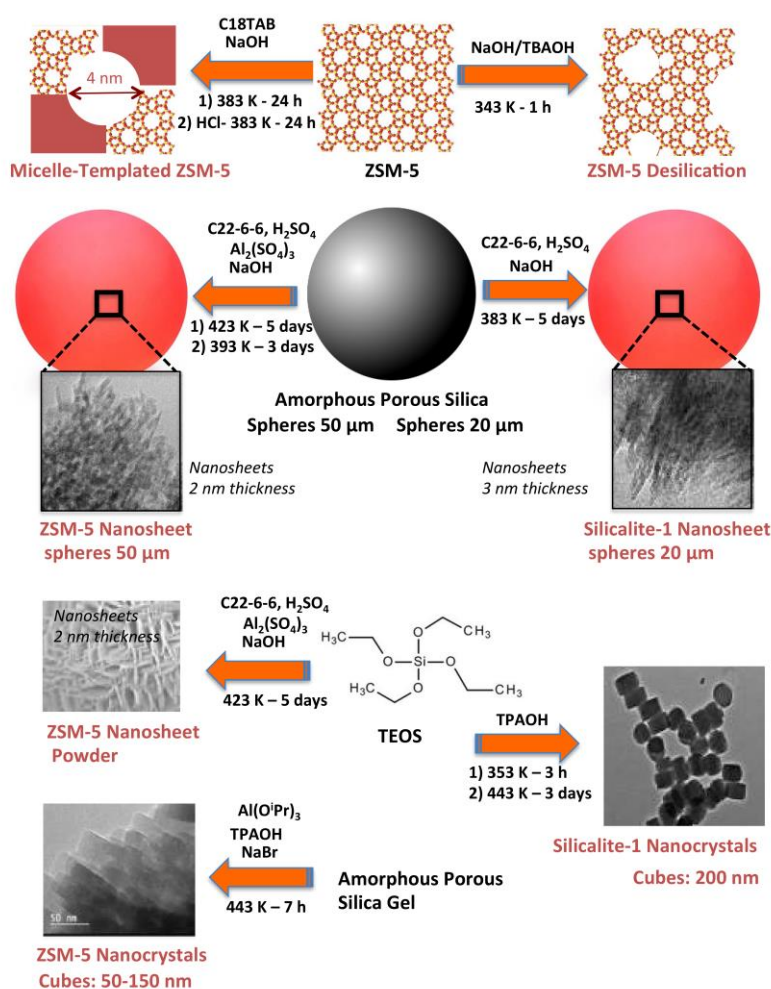 C18TAB
NaOH
1) 383 K - 24 h
2) HCl- 383 K - 24 h
4 nm
Micelle-Templated ZSM-5
ZSM-5
NaOH/TBAOH
343 K - 1 h
ZSM-5 Desilication
C22-6-6, H₂SO₄
Al₂(SO₄)₃
NaOH
1) 423 K – 5 days
2) 393 K – 3 days
C22-6-6, H₂SO₄
NaOH
383 K – 5 days
Amorphous Porous Silica
Spheres 50 μm Spheres 20 μm
Nanosheets
2 nm thickness
Nanosheets
3 nm thickness
ZSM-5 Nanosheet
spheres 50 μm
Silicalite-1 Nanosheet
spheres 20 μm
Nanosheets
2 nm thickness
ZSM-5 Nanosheet
Powder
C22-6-6, H₂SO₄
Al₂(SO₄)₃
NaOH
423 K – 5 days
H₃C
O
CH₃
O
Si
O
H₃C
O
CH₃
TEOS
TPAOH
1) 353 K – 3 h
2) 443 K – 3 days
Silicalite-1 Nanocrystals
Cubes: 200 nm
Al(OⁱPr)₃
TPAOH
NaBr
443 K – 7 h
Amorphous Porous
Silica Gel
50 nm
ZSM-5 Nanocrystals
Cubes: 50-150 nm